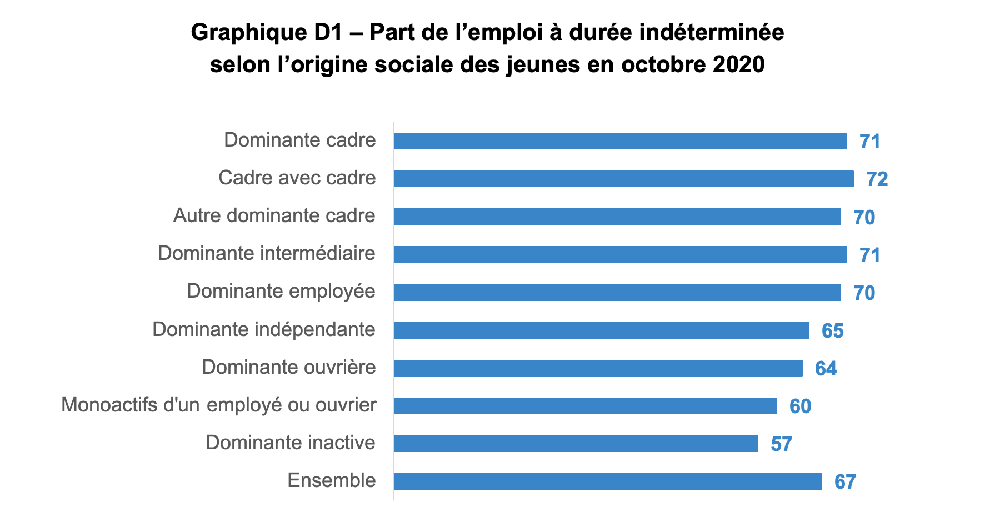 Graphique D1 – Part de l’emploi à durée indéterminée
selon l’origine sociale des jeunes en octobre 2020
Dominante cadre 71
Cadre avec cadre 72
Autre dominante cadre 70
Dominante intermédiaire 71
Dominante employée 70
Dominante indépendante 65
Dominante ouvrière 64
Monoactifs d'un employé ou ouvrier 60
Dominante inactive 57
Ensemble 67